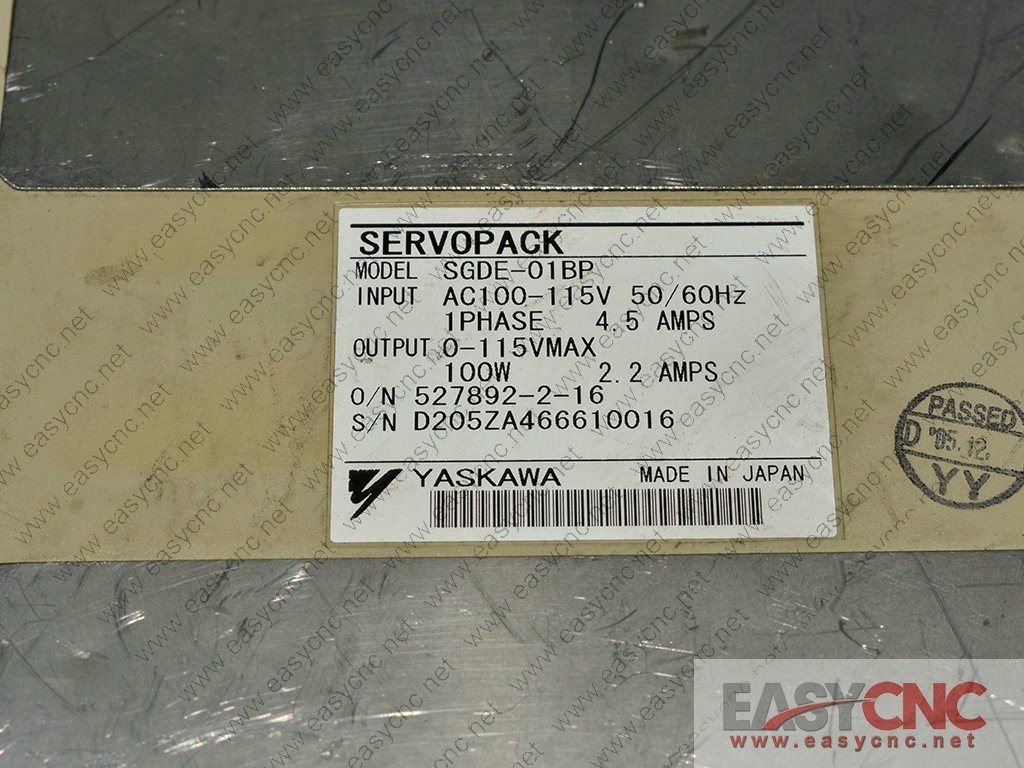 SERVOPACK
MODEL SGDE-01BP
INPUT AC100-115V 50/60Hz
1PHASE 4.5 AMPS
OUTPUT 0-115VMAX
100W 2.2 AMPS
O/N 527892-2-16
S/N D205ZA466610016
YASKAWA MADE IN JAPAN
PASSED
D '05.12.
YY
EASYCNC
www.easycnc.net